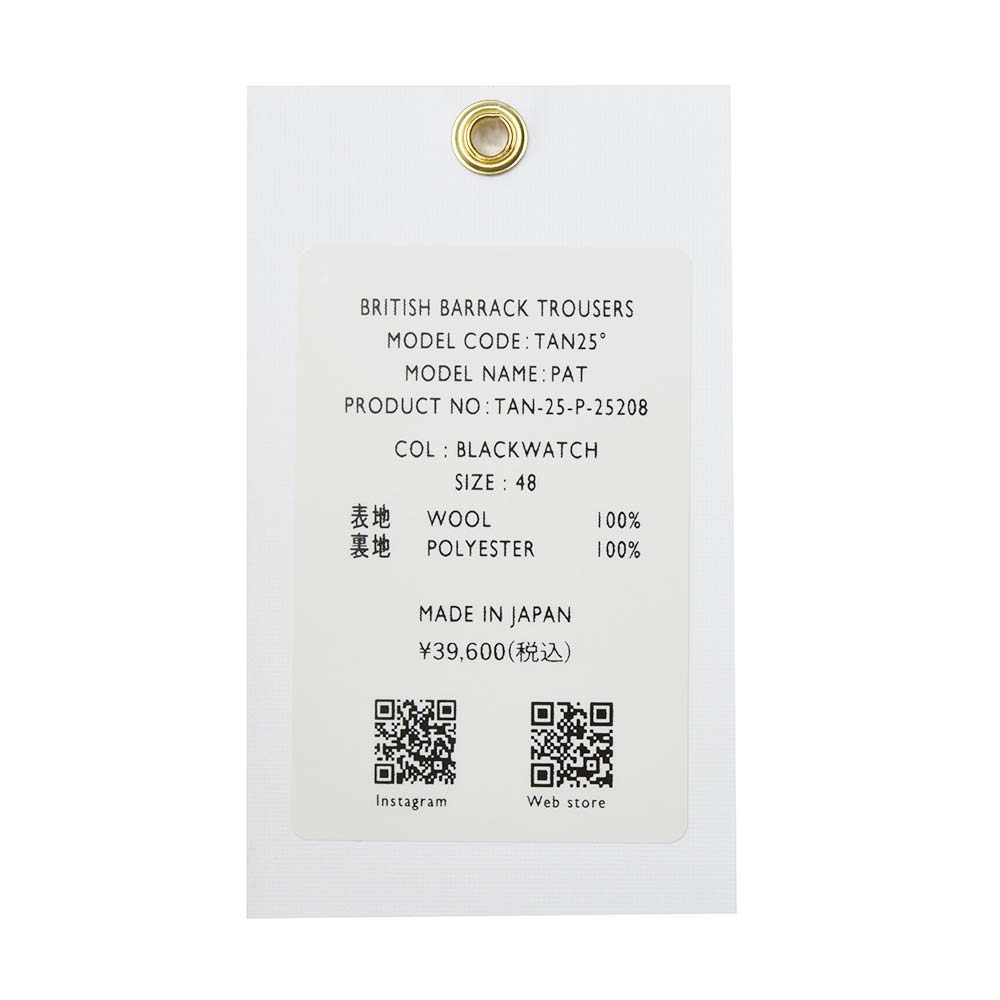 BRITISH BARRACK TROUSERS
MODEL CODE: TAN25°
MODEL NAME: PAT
PRODUCT NO: TAN-25-P-25208
COL : BLACKWATCH
SIZE : 48
表地 WOOL 100%
裏地 POLYESTER 100%
MADE IN JAPAN
¥39,600(税込)
Instagram Web store